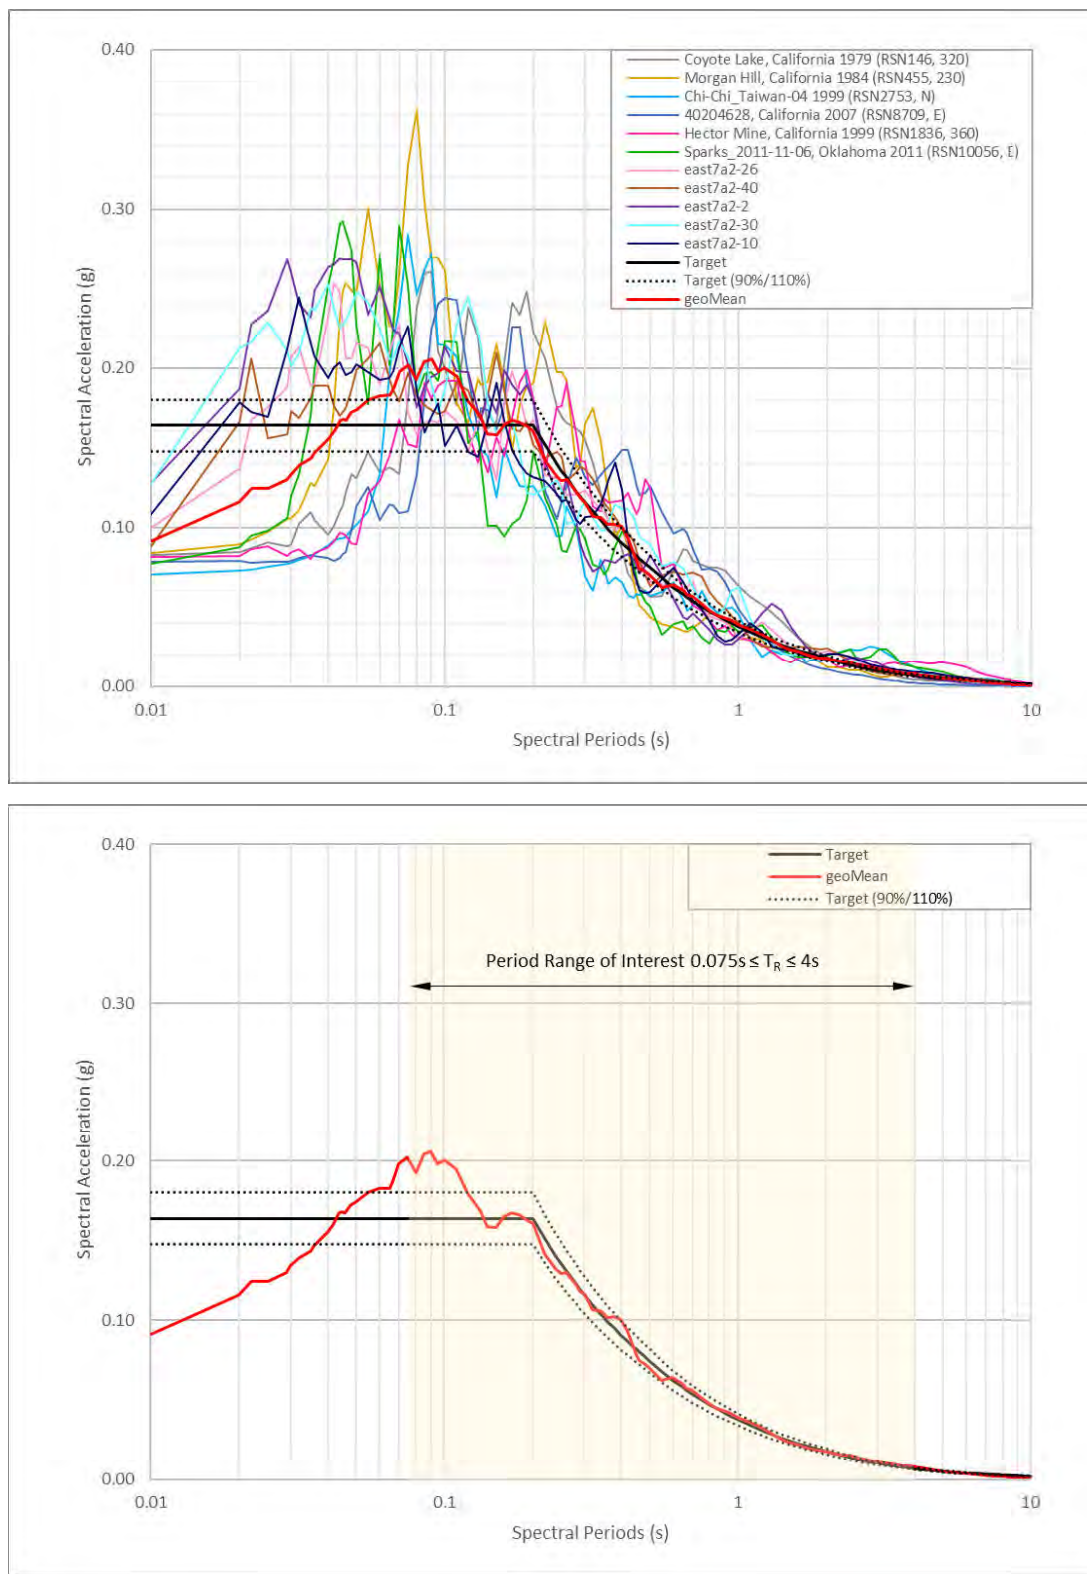 0.40
0.30
0.20
0.10
0.00
Spectral Acceleration (g)
Coyote Lake, California 1979 (RSN146, 320)
Morgan Hill, California 1984 (RSN455, 230)
Chi-Chi_Taiwan-04 1999 (RSN2753, N)
40204628, California 2007 (RSN8709, E)
Hector Mine, California 1999 (RSN1836, 360)
Sparks_2011-11-06, Oklahoma 2011 (RSN10056, E)
east7a2-26
east7a2-40
east7a2-2
east7a2-30
east7a2-10
Target
Target (90%/110%)
geoMean
0.01 0.1 1 10
Spectral Periods (s)
0.40
0.30
0.20
0.10
0.00
Spectral Acceleration (g)
Target
geoMean
Target (90%/110%)
Period Range of Interest 0.075s ≤ T_R ≤ 4s
0.01 0.1 1 10
Spectral Periods (s)